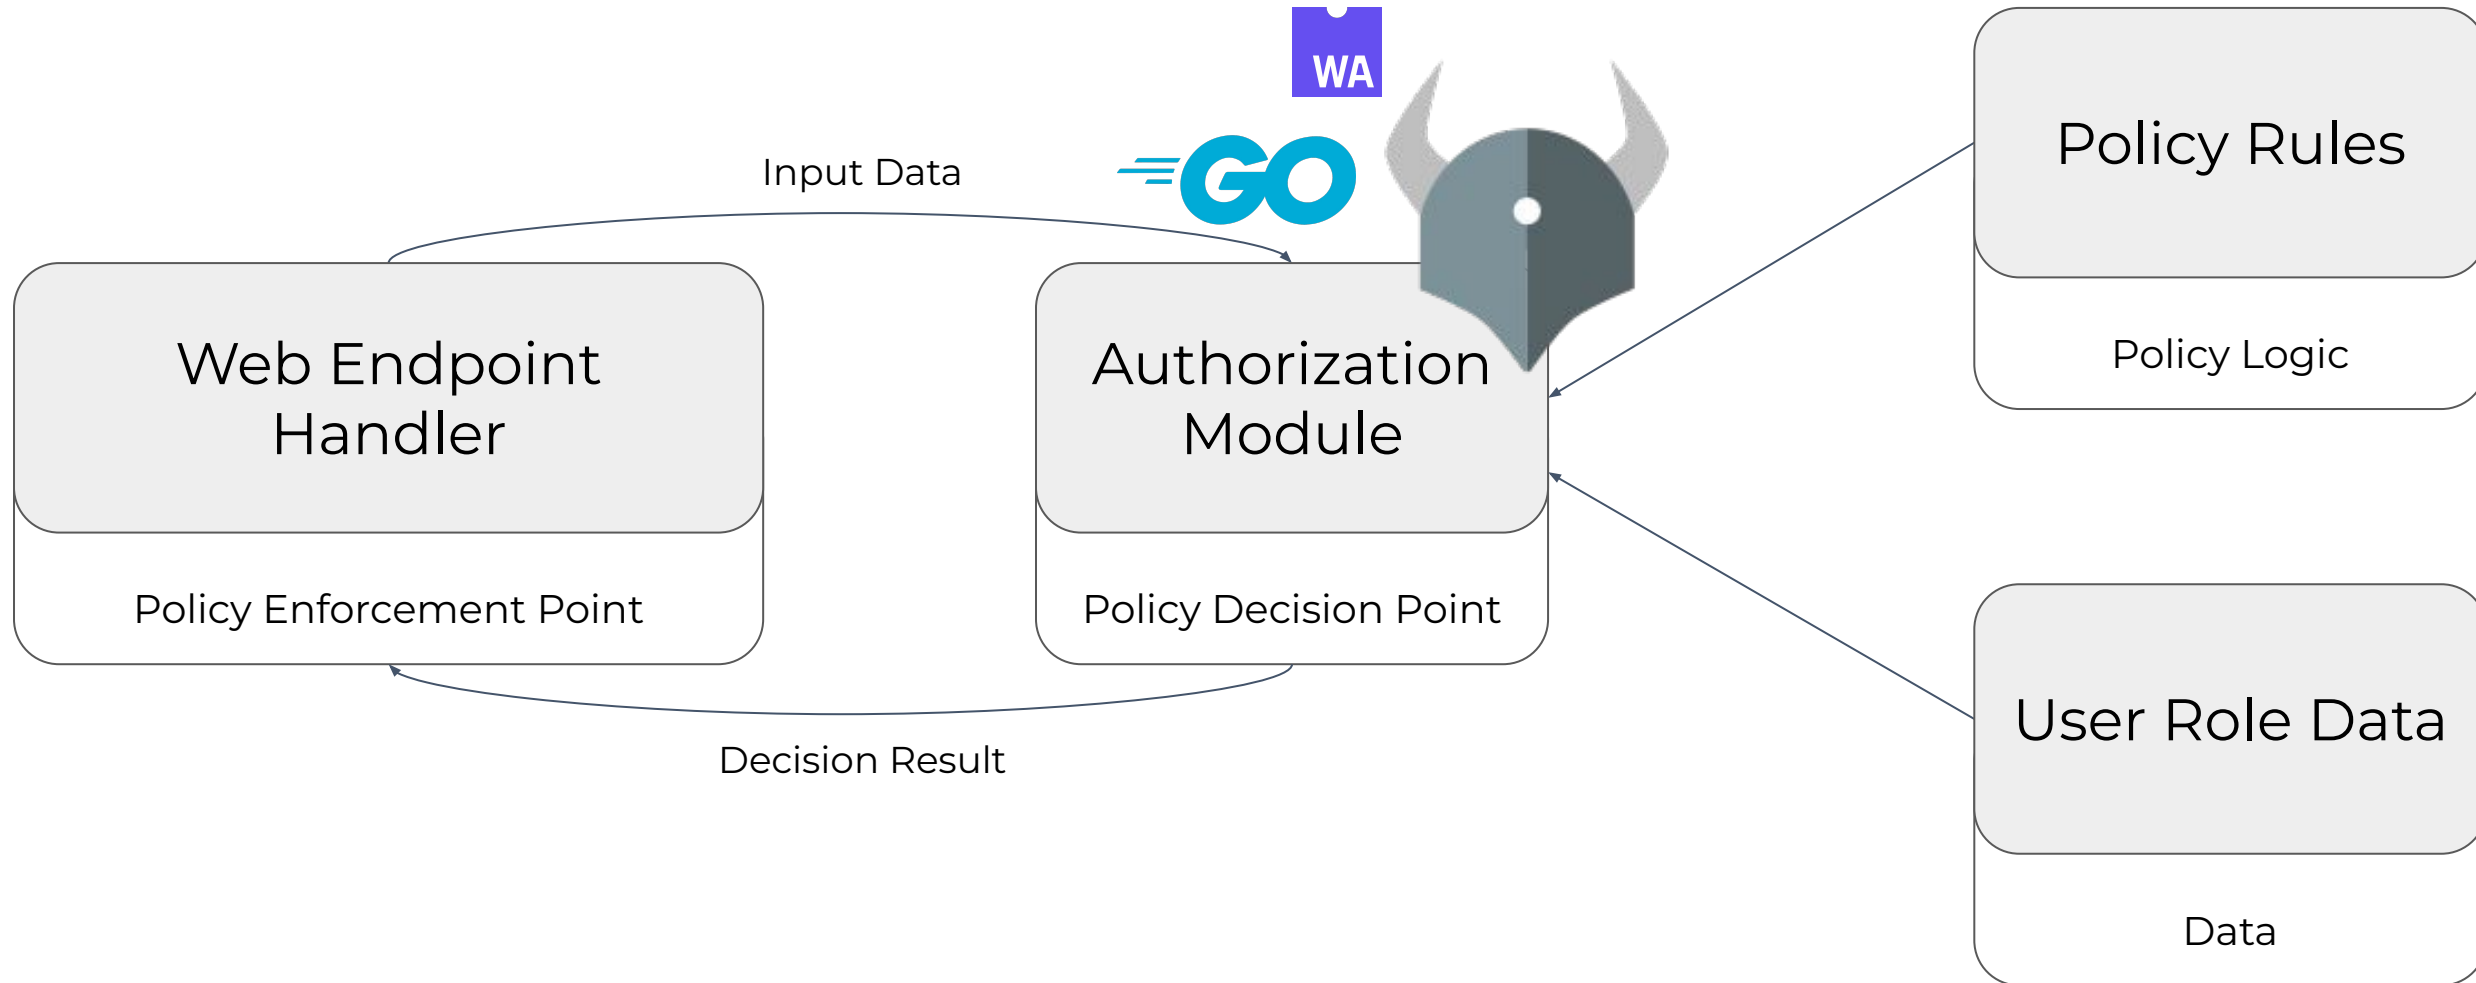 WA
GO
Input Data
Web Endpoint
Handler
Policy Enforcement Point
Authorization
Module
Policy Decision Point
Decision Result
Policy Rules
Policy Logic
User Role Data
Data